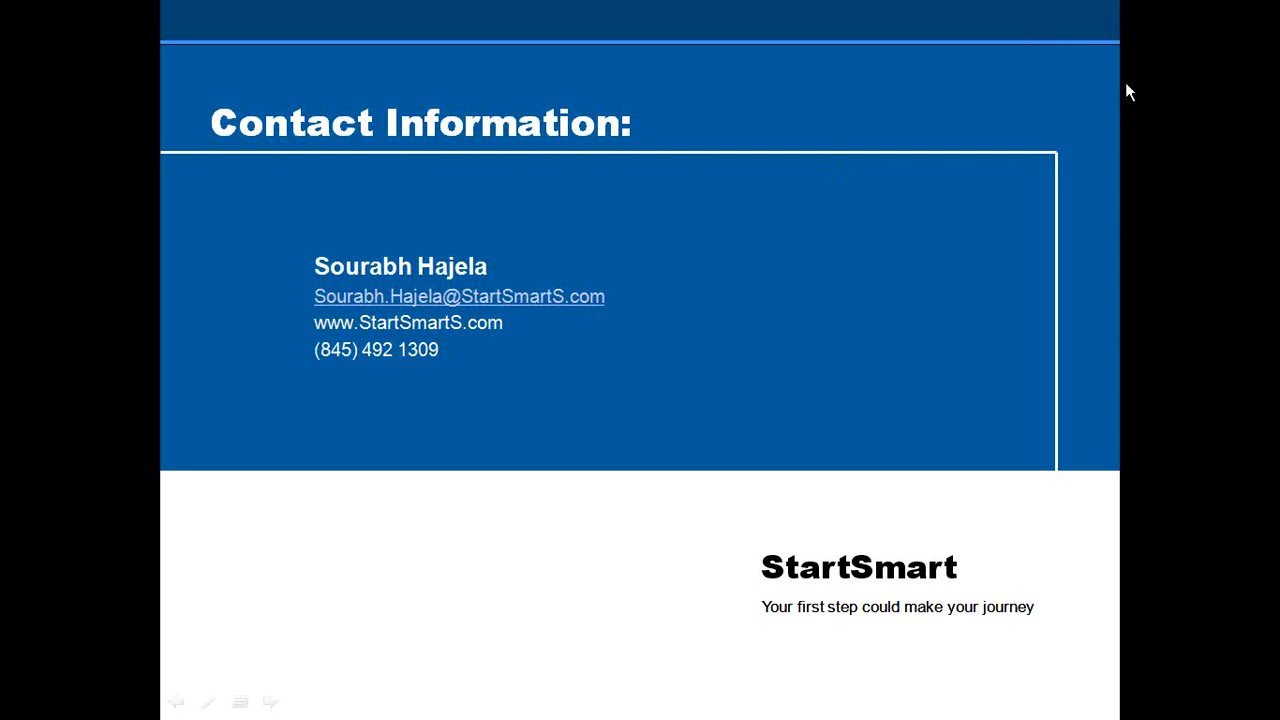 Contact Information:
Sourabh Hajela
Sourabh.Hajela@StartSmartS.com
www.StartSmartS.com
(845) 492 1309
StartSmart
Your first step could make your journey